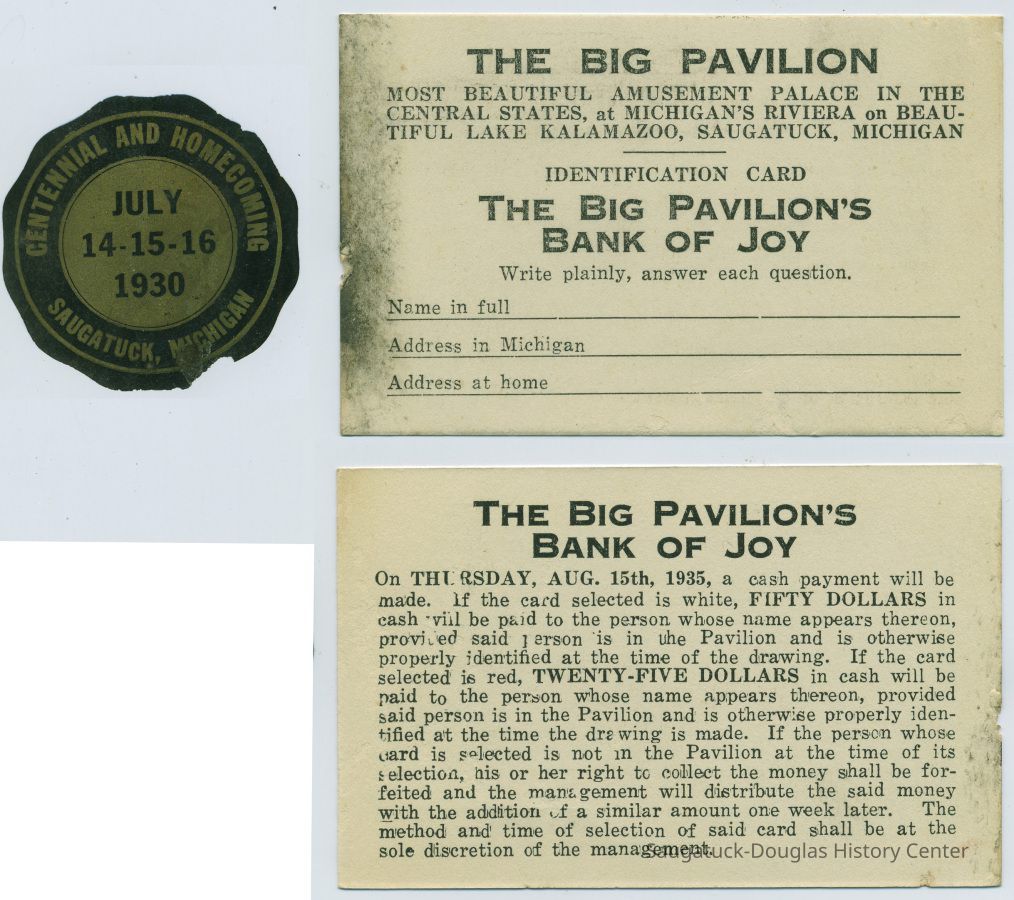 CENTENNIAL AND HOMECOMING
JULY
14-15-16
1930
SAUGATUCK, MICHIGAN
THE BIG PAVILION
MOST BEAUTIFUL AMUSEMENT PALACE IN THE
CENTRAL STATES, at MICHIGAN'S RIVIERA on BEAU-
TIFUL LAKE KALAMAZOO, SAUGATUCK, MICHIGAN
IDENTIFICATION CARD
THE BIG PAVILION'S
BANK OF JOY
Write plainly, answer each question.
Name in full
Address in Michigan
Address at home
THE BIG PAVILION'S
BANK OF JOY
On THURSDAY, AUG. 15th, 1935, a cash payment will be
made. If the card selected is white, FIFTY DOLLARS in
cash will be paid to the person whose name appears thereon,
provided said person is in the Pavilion and is otherwise
properly identified at the time of the drawing. If the card
selected is red, TWENTY-FIVE DOLLARS in cash will be
paid to the person whose name appears thereon, provided
said person is in the Pavilion and is otherwise properly iden-
tified at the time the drawing is made. If the person whose
card is selected is not in the Pavilion at the time of its
selection, his or her right to collect the money shall be for-
feited and the management will distribute the said money
with the addition of a similar amount one week later. The
method and time of selection of said card shall be at the
sole discretion of the management.
Saugatuck-Douglas History Center